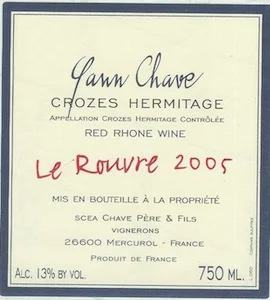 Yann Chave
CROZES HERMITAGE
APPELLATION CROZES HERMITAGE CONTRÔLÉE
RED RHONE WINE
Le Rouvre 2005
MIS EN BOUTEILLE À LA PROPRIÉTÉ
SCEA CHAVE PÈRE & FILS
VIGNERONS
26600 MERCUROL - FRANCE
PRODUIT DE FRANCE
ALC. 13% BY VOL.
750 ML.